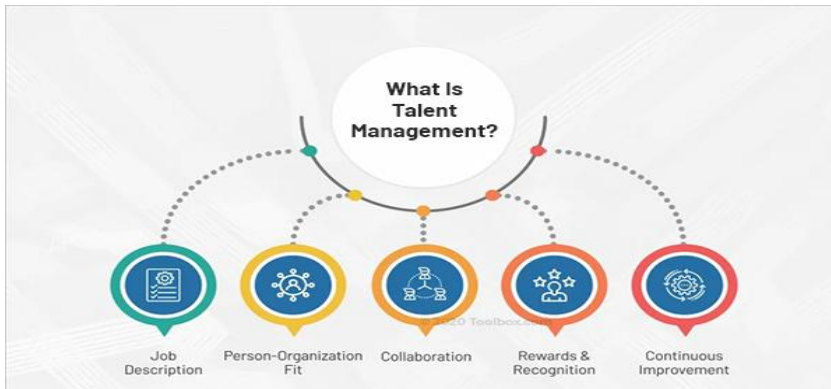 What Is
Talent
Management?
© 2020 Toolbox.com
Job
Description
Person-Organization
Fit
Collaboration
Rewards &
Recognition
Continuous
Improvement